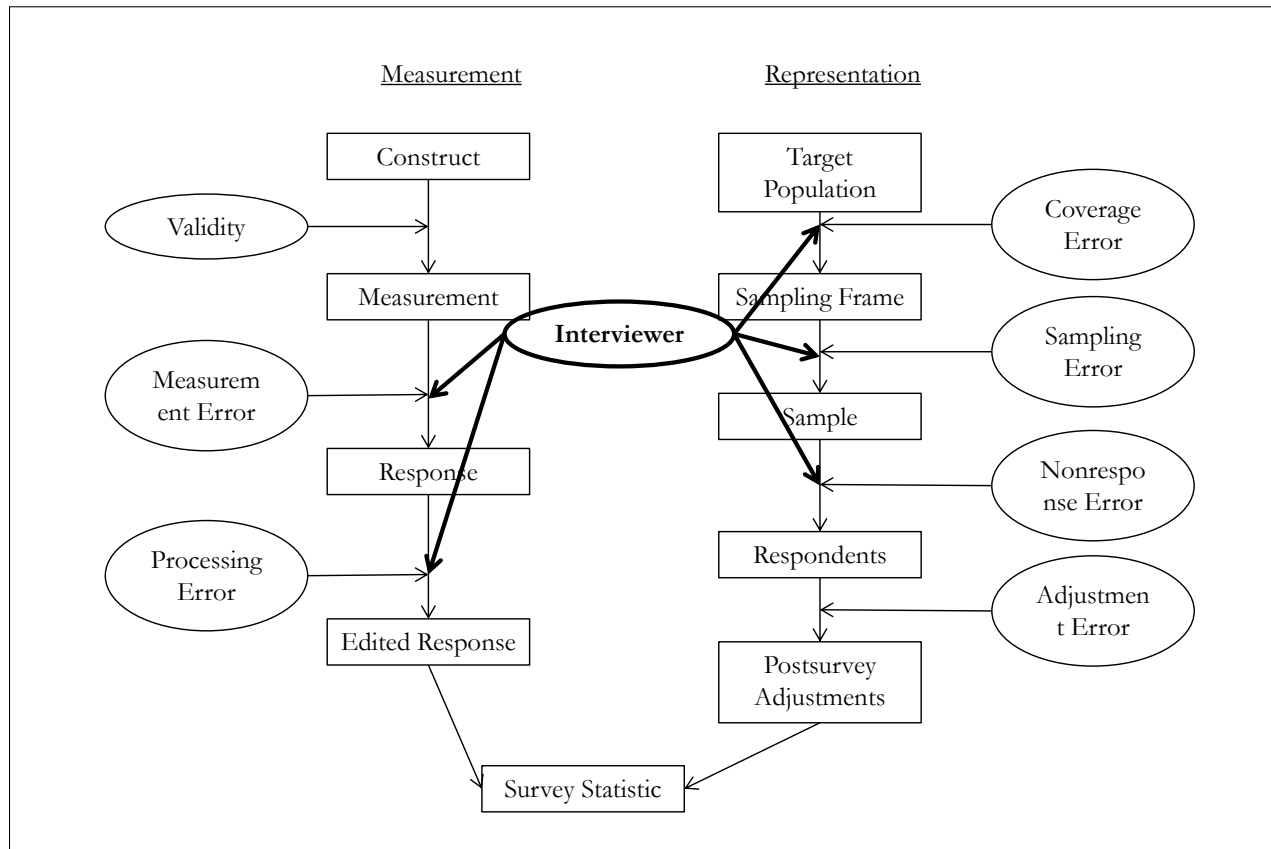 Measurement
Representation
Construct
Target
Population
Validity
Coverage
Error
Measurement
Sampling Frame
Interviewer
Sampling
Error
Measurem
ent Error
Sample
Response
Nonrespo
nse Error
Respondents
Processing
Error
Adjustmen
t Error
Edited Response
Postsurvey
Adjustments
Survey Statistic